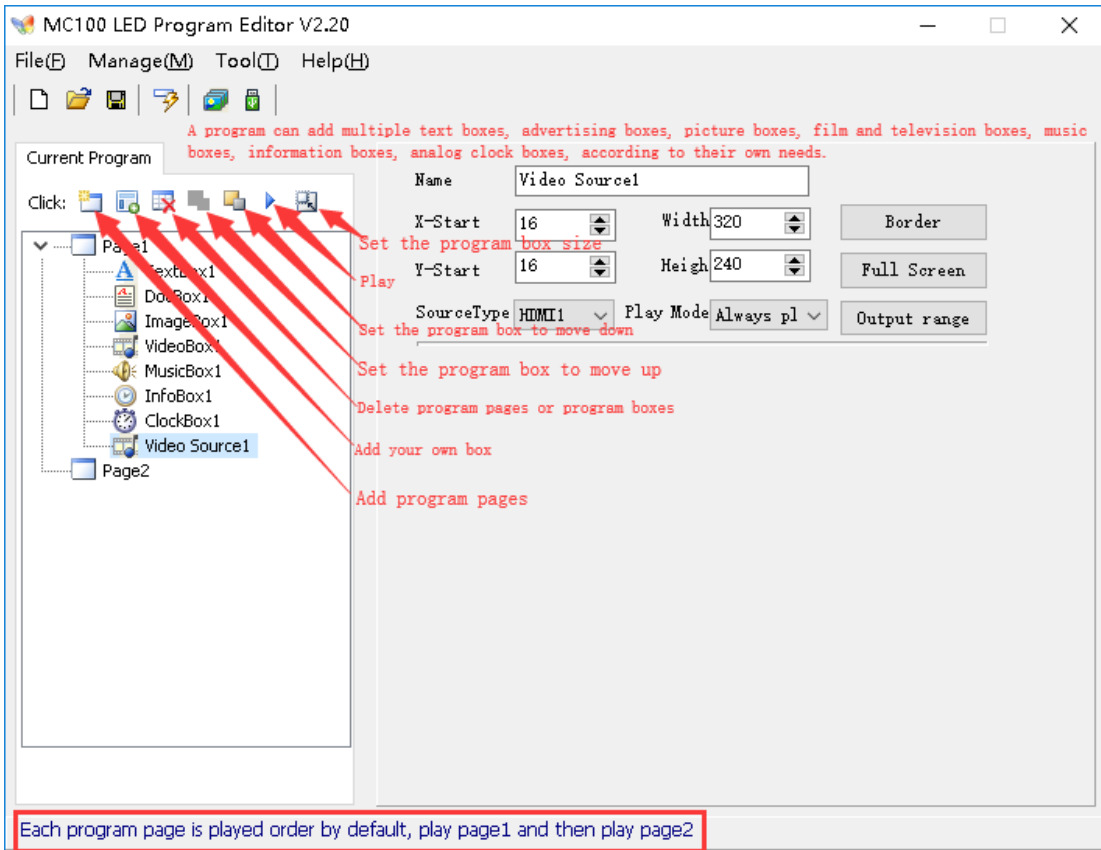 MC100 LED Program Editor V2.20
File(F) Manage(M) Tool(T) Help(H)
A program can add multiple text boxes, advertising boxes, picture boxes, film and television boxes, music
boxes, information boxes, analog clock boxes, according to their own needs.
Current Program
Click:
Page1
TextBox1
DocBox1
ImageBox1
VideoBox1
MusicBox1
InfoBox1
ClockBox1
Video Source1
Page2
Name Video Source1
X-Start 16 Width 320 Border
Set the program box size
Y-Start 16 Heigh 240 Full Screen
Play
SourceType HDMI1 Play Mode Always pl Output range
Set the program box to move down
Set the program box to move up
Delete program pages or program boxes
Add your own box
Add program pages
Each program page is played order by default, play page1 and then play page2